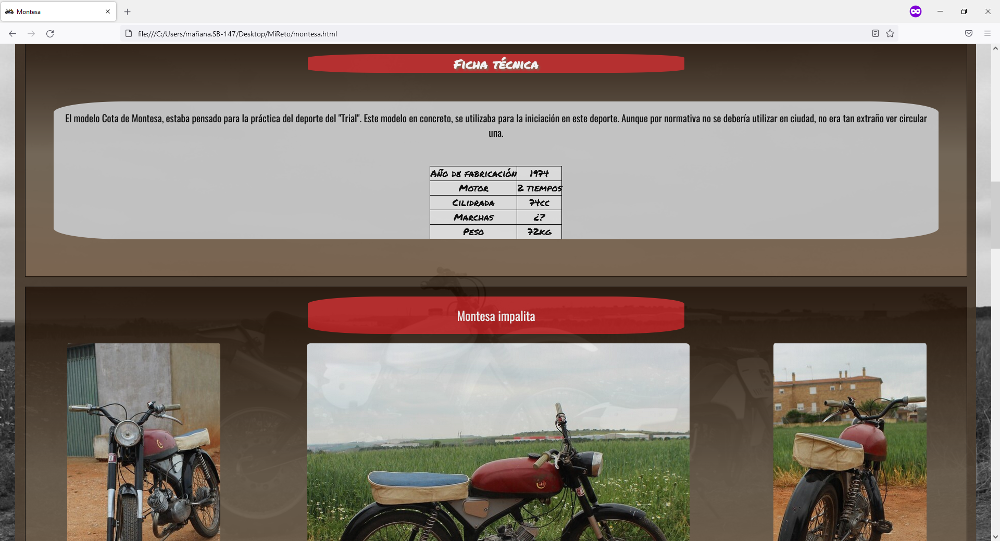 Montesa
file:///C:/Users/mañana.SB-147/Desktop/MiReto/montesa.html
Ficha técnica
El modelo Cota de Montesa, estaba pensado para la práctica del deporte del "Trial". Este modelo en concreto, se utilizaba para la iniciación en este deporte. Aunque por normativa no se debería utilizar en ciudad, no era tan extraño ver circular
una.
Año de fabricación 1974
Motor 2 tiempos
Cilidrada 74cc
Marchas ¿?
Peso 72kg
Montesa impalita